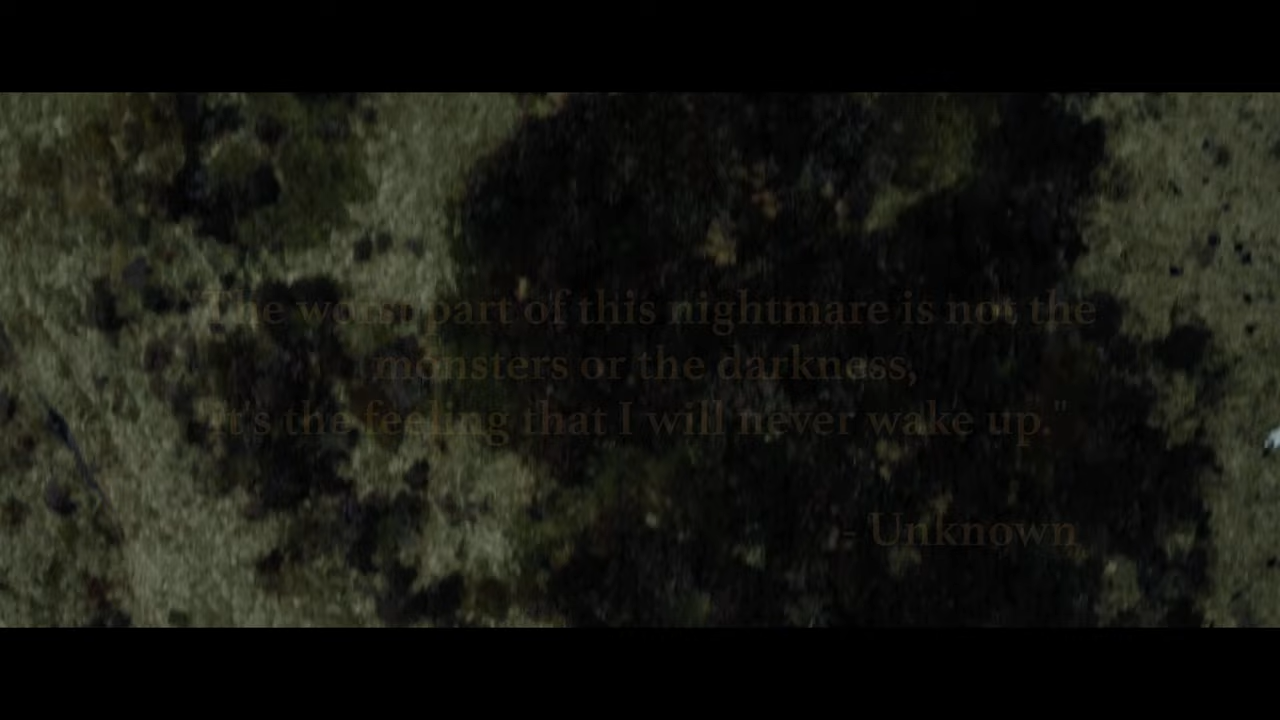 "The worst part of this nightmare is not the
monsters or the darkness,
It's the feeling that I will never wake up."
- Unknown